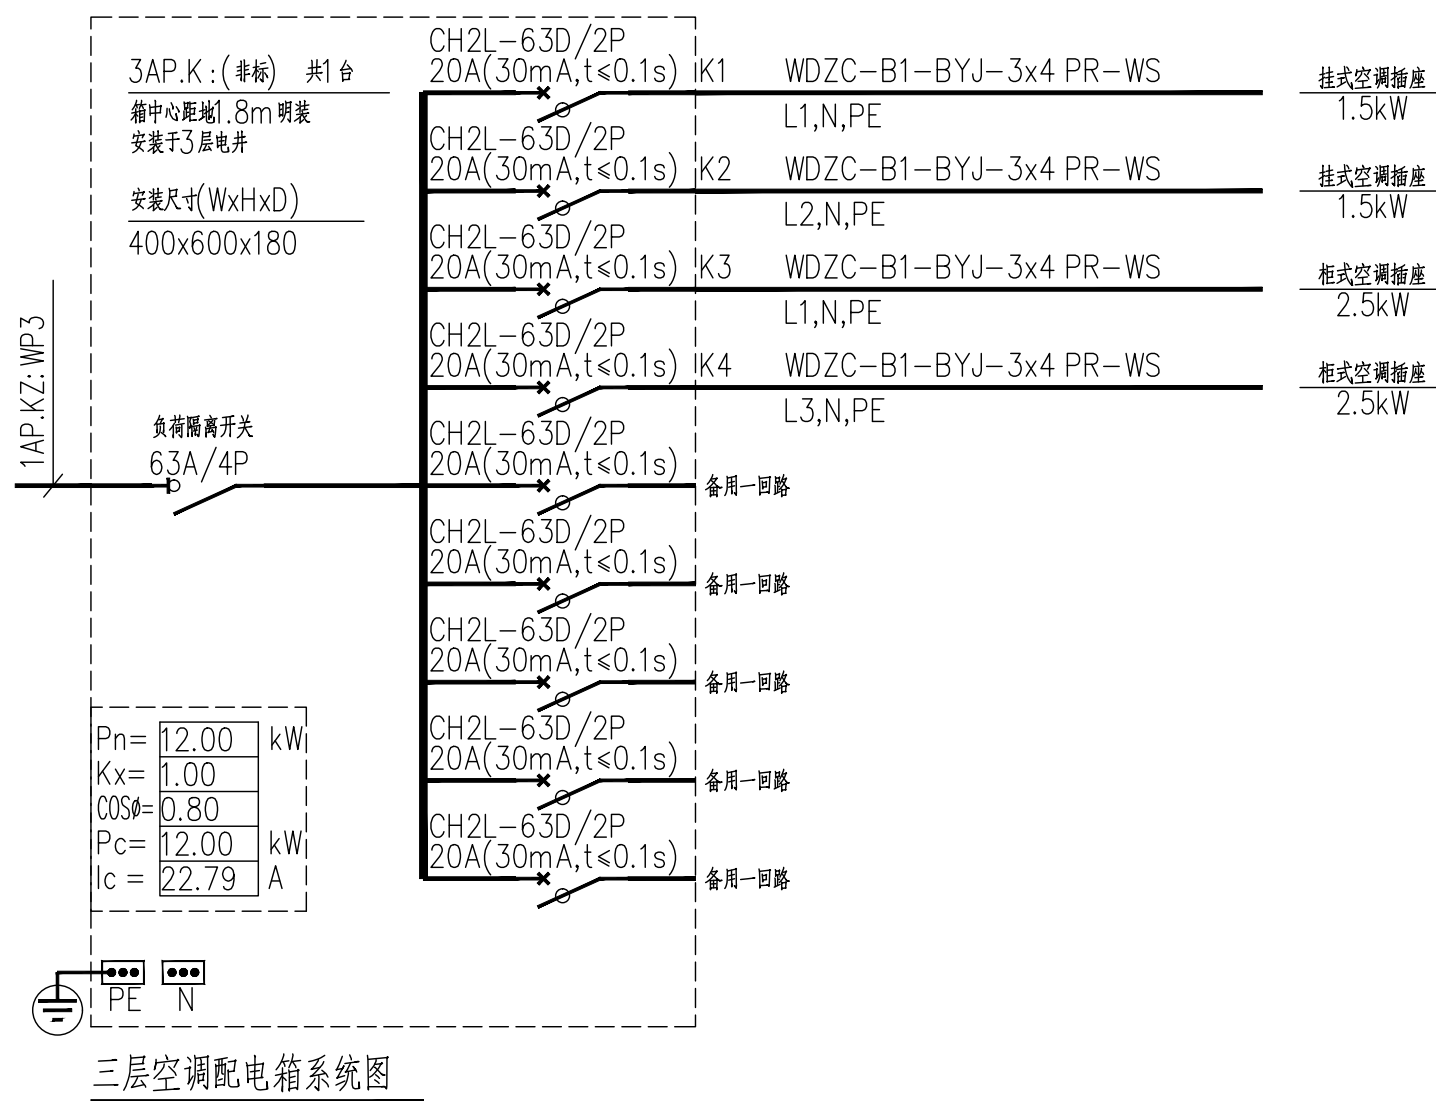 3AP.K:(非标) 共1台
箱中心距地1.8m明装
安装于3层电井
安装尺寸(WxHxD)
400x600x180
1AP.KZ:WP3
负荷隔离开关
63A/4P
CH2L-63D/2P
20A(30mA,t≤0.1s) K1 WDZC-B1-BYJ-3x4 PR-WS 挂式空调插座
L1,N,PE 1.5kW
CH2L-63D/2P
20A(30mA,t≤0.1s) K2 WDZC-B1-BYJ-3x4 PR-WS 挂式空调插座
L2,N,PE 1.5kW
CH2L-63D/2P
20A(30mA,t≤0.1s) K3 WDZC-B1-BYJ-3x4 PR-WS 柜式空调插座
L1,N,PE 2.5kW
CH2L-63D/2P
20A(30mA,t≤0.1s) K4 WDZC-B1-BYJ-3x4 PR-WS 柜式空调插座
L3,N,PE 2.5kW
CH2L-63D/2P
20A(30mA,t≤0.1s) 备用一回路
CH2L-63D/2P
20A(30mA,t≤0.1s) 备用一回路
CH2L-63D/2P
20A(30mA,t≤0.1s) 备用一回路
CH2L-63D/2P
20A(30mA,t≤0.1s) 备用一回路
CH2L-63D/2P
20A(30mA,t≤0.1s) 备用一回路
Pn= 12.00 kW
Kx= 1.00
COSø= 0.80
Pc= 12.00 kW
Ic = 22.79 A
PE N
三层空调配电箱系统图